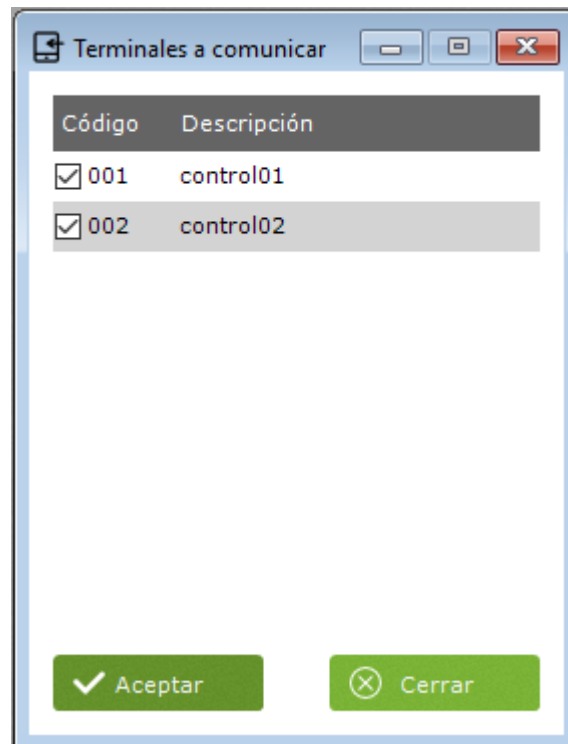 Terminales a comunicar
Código Descripción
001 control01
002 control02
Aceptar Cerrar